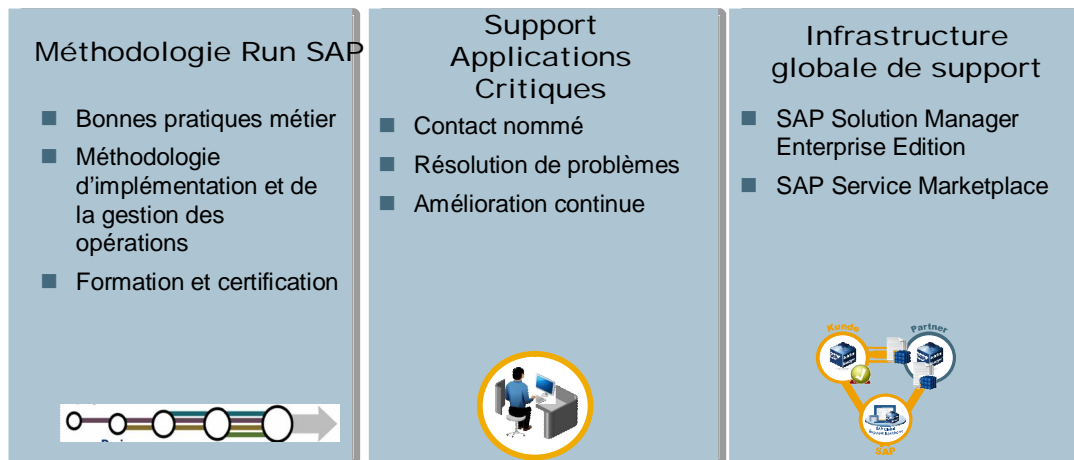 Méthodologie Run SAP
Bonnes pratiques métier
Méthodologie
d'implémentation et de
la gestion des
opérations
Formation et certification
Support
Applications
Critiques
Contact nommé
Résolution de problèmes
Amélioration continue
Infrastructure
globale de support
SAP Solution Manager
Enterprise Edition
SAP Service Marketplace
Kunde
Partner
SAP